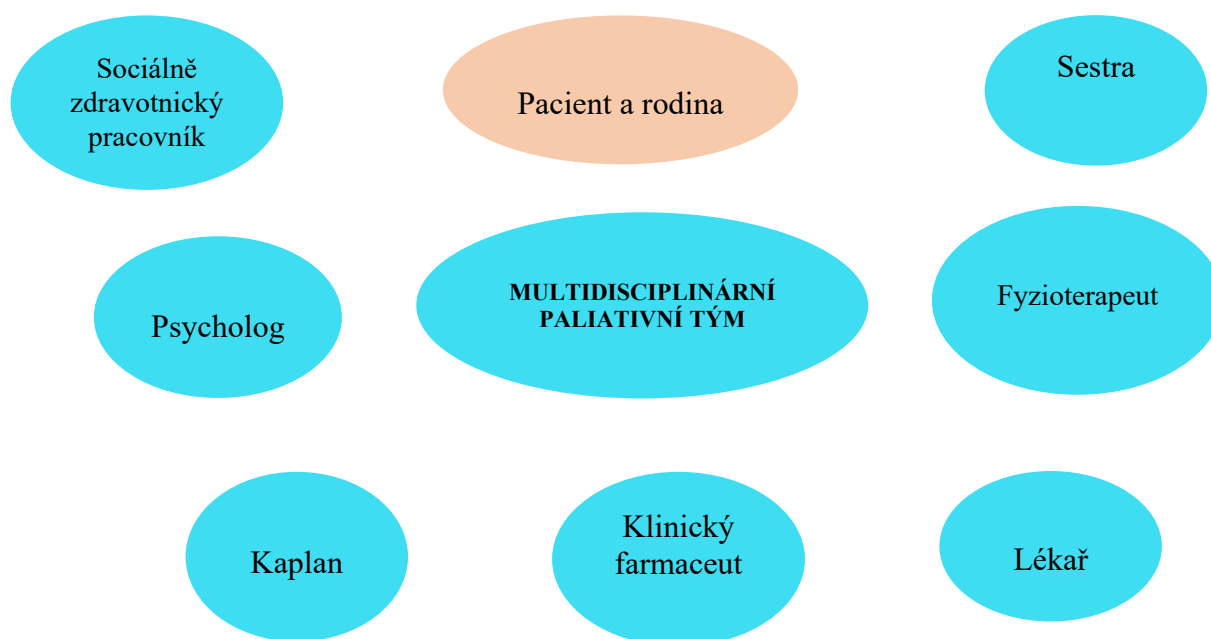 Sociálně
zdravotnický
pracovník
Pacient a rodina
Sestra
Psycholog
MULTIDISCIPLINÁRNÍ
PALIATIVNÍ TÝM
Fyzioterapeut
Kaplan
Klinický
farmaceut
Lékař